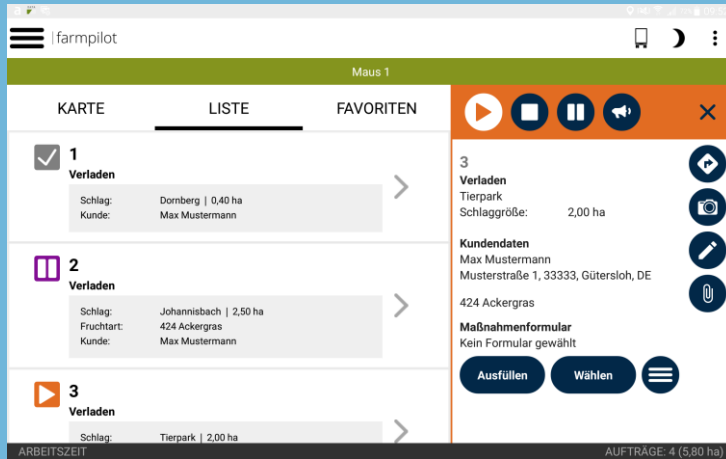 farmpilot
Maus 1
KARTE
LISTE
FAVORITEN
1
Verladen
Schlag: Dornberg | 0,40 ha
Kunde: Max Mustermann
2
Verladen
Schlag: Johannisbach | 2,50 ha
Fruchtart: 424 Ackergras
Kunde: Max Mustermann
3
Verladen
Schlag: Tierpark | 2,00 ha
3
Verladen
Tierpark
Schlaggröße: 2,00 ha
Kundendaten
Max Mustermann
Musterstraße 1, 33333, Gütersloh, DE
424 Ackergras
Maßnahmenformular
Kein Formular gewählt
Ausfüllen
Wählen
ARBEITSZEIT
AUFTRÄGE: 4 (5,80 ha)